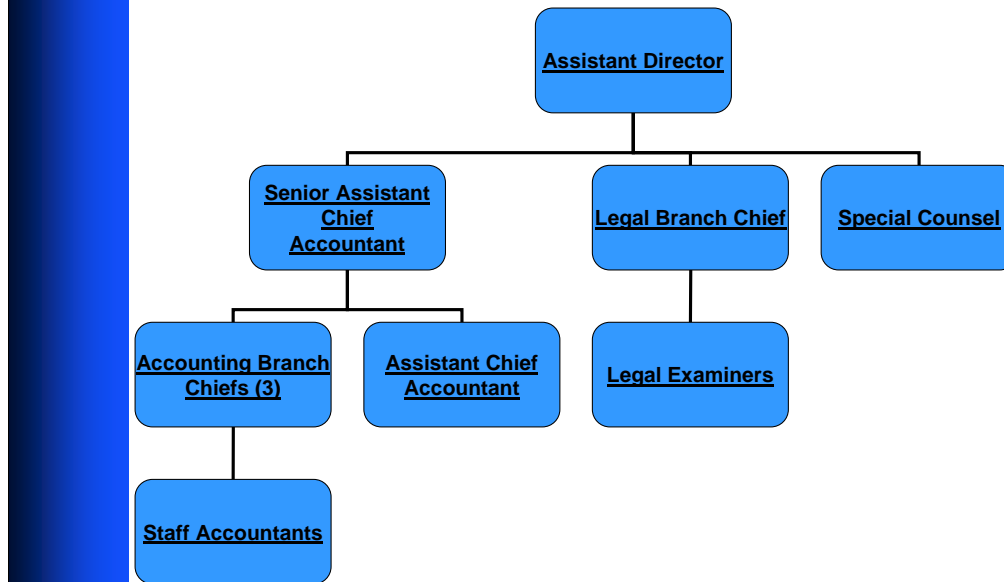 Assistant Director
Senior Assistant
Chief
Accountant
Legal Branch Chief
Special Counsel
Accounting Branch
Chiefs (3)
Assistant Chief
Accountant
Legal Examiners
Staff Accountants